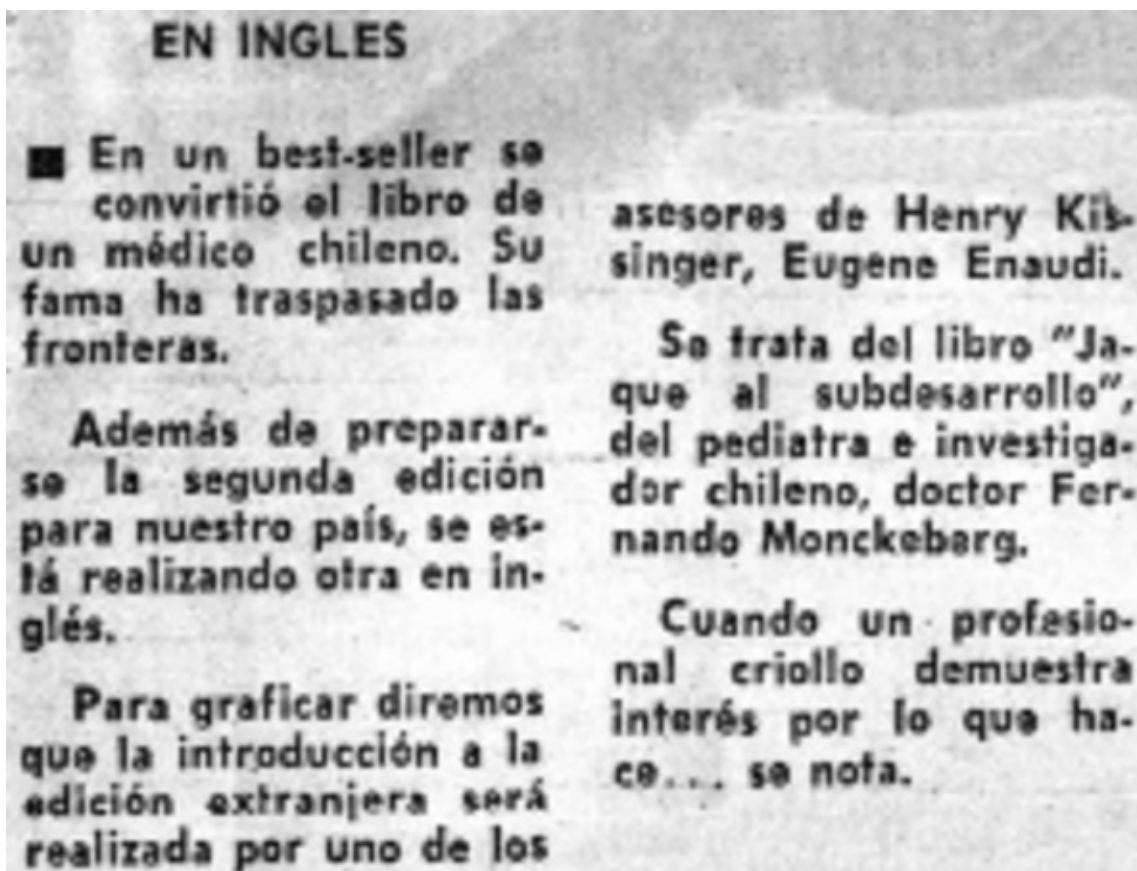 EN INGLES
■ En un best-seller se
convirtió el libro de
un médico chileno. Su
fama ha traspasado las
fronteras.
Además de preparar-
se la segunda edición
para nuestro país, se es-
tá realizando otra en in-
glés.
Para graficar diremos
que la introducción a la
edición extranjera será
realizada por uno de los
asesores de Henry Kis-
singer, Eugene Enaudi.
Se trata del libro "Ja-
que al subdesarrollo",
del pediatra e investiga-
dor chileno, doctor Fer-
nando Monckeberg.
Cuando un profesio-
nal criollo demuestra
interés por lo que ha-
ce... se nota.